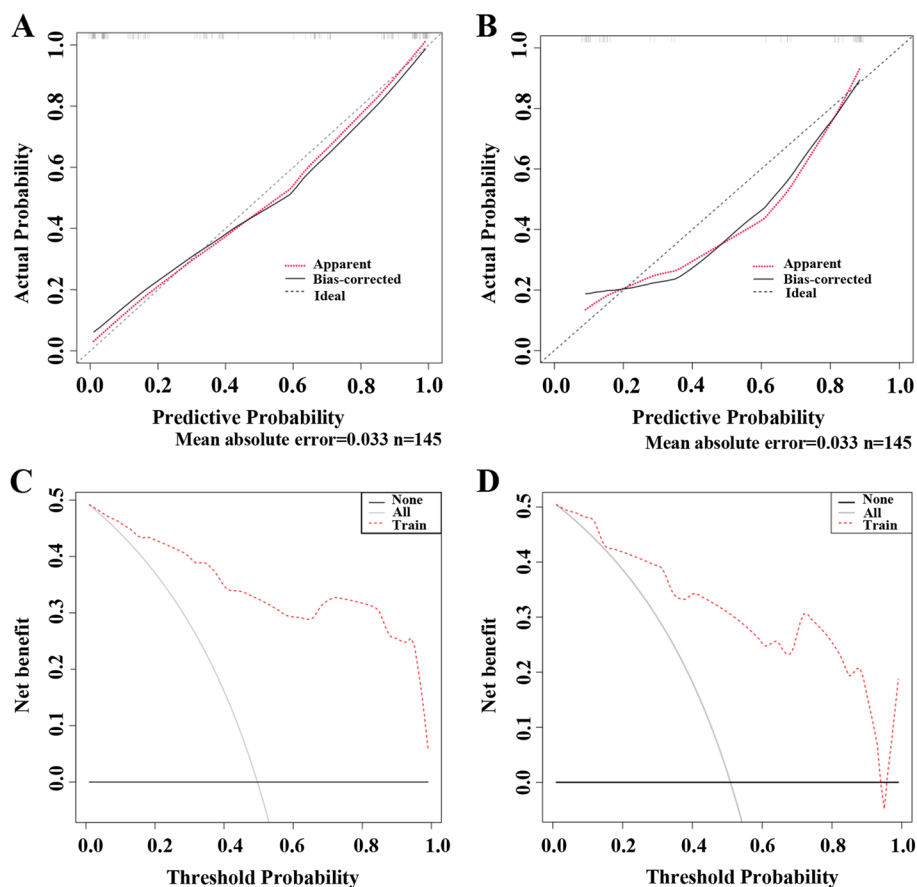 A
1.0
0.8
0.6
0.4
0.2
0.0
Actual Probability
Apparent
Bias-corrected
Ideal
0.0 0.2 0.4 0.6 0.8 1.0
Predictive Probability
Mean absolute error=0.033 n=145
B
1.0
0.8
0.6
0.4
0.2
0.0
Actual Probability
Apparent
Bias-corrected
Ideal
0.0 0.2 0.4 0.6 0.8 1.0
Predictive Probability
Mean absolute error=0.033 n=145
C
0.5
0.4
0.3
0.2
0.1
0.0
Net benefit
None
All
Train
0.0 0.2 0.4 0.6 0.8 1.0
Threshold Probability
D
0.5
0.4
0.3
0.2
0.1
0.0
Net benefit
None
All
Train
0.0 0.2 0.4 0.6 0.8 1.0
Threshold Probability